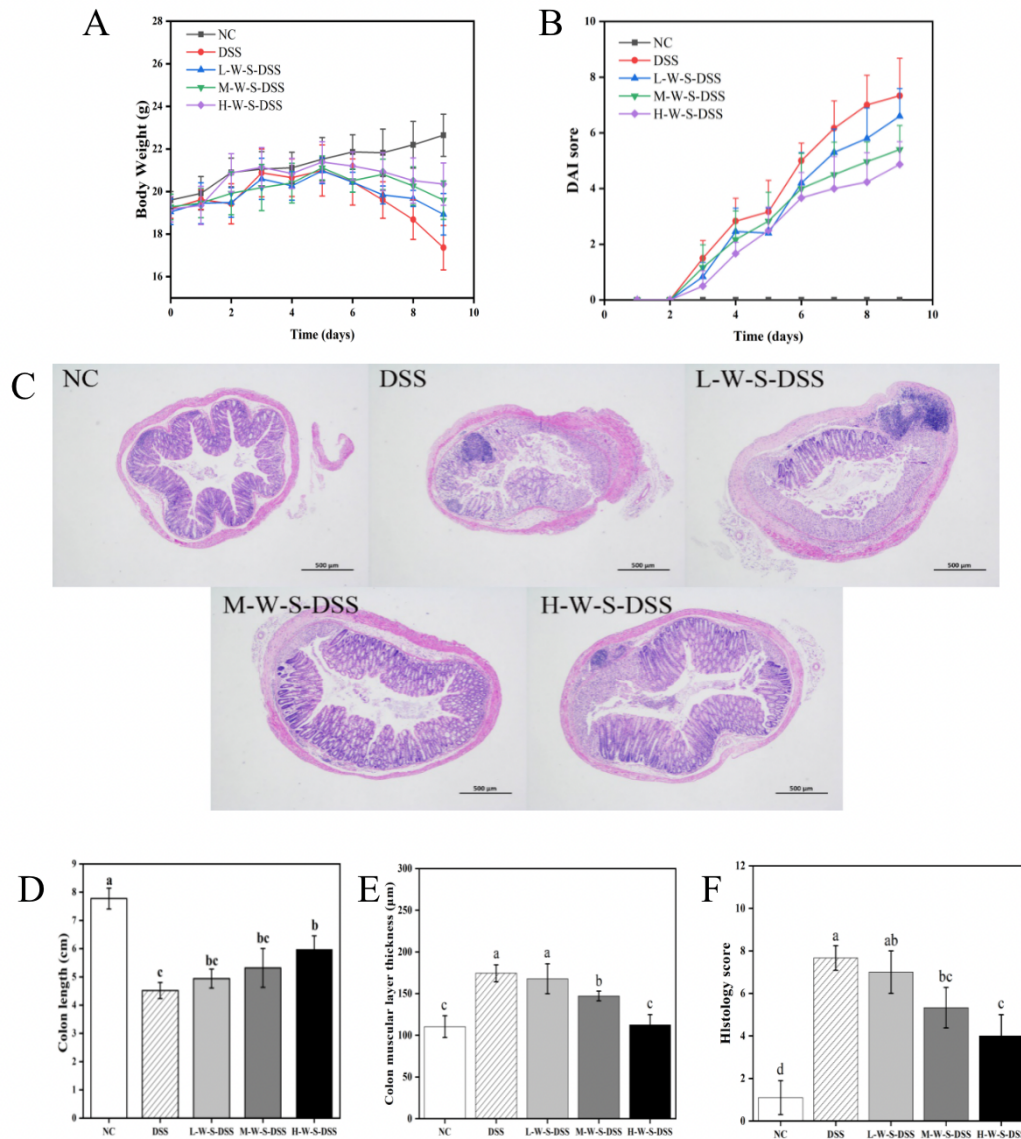 A
NC
DSS
L-W-S-DSS
M-W-S-DSS
H-W-S-DSS
Body Weight (g)
28
26
24
22
20
18
16
0
2
4
6
8
10
Time (days)
B
NC
DSS
L-W-S-DSS
M-W-S-DSS
H-W-S-DSS
DAI sore
10
8
6
4
2
0
0
2
4
6
8
10
Time (days)
C
NC
500 μm
DSS
500 μm
L-W-S-DSS
500 μm
M-W-S-DSS
500 μm
H-W-S-DSS
500 μm
D
Colon length (cm)
9
8
7
6
5
4
3
2
1
0
a
c
bc
bc
b
NC
DSS
L-W-S-DSS
M-W-S-DSS
H-W-S-DSS
E
Colon muscular layer thickness (μm)
300
250
200
150
100
50
0
c
a
a
b
c
NC
DSS
L-W-S-DSS
M-W-S-DSS
H-W-S-DSS
F
HIstology score
12
10
8
6
4
2
0
d
a
ab
bc
c
NC
DSS
L-W-S-DSS
M-W-S-DSS
H-W-S-DSS